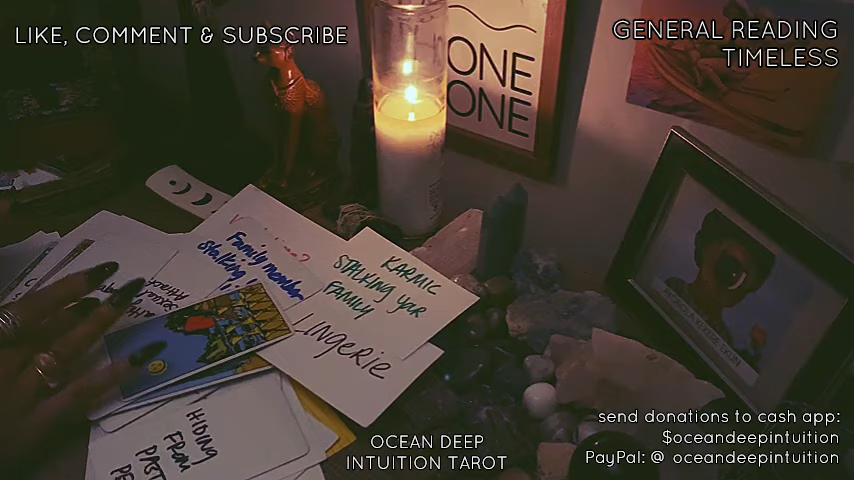 LIKE, COMMENT & SUBSCRIBE
GENERAL READING
TIMELESS
ONE
ONE
Family member
stalking
KARMIC
STALKING YOUR
FAMILY
LINGERIE
HIDING
FROM
PAST
send donations to cash app:
$oceandeepintuition
PayPal: @ oceandeepintuition
OCEAN DEEP
INTUITION TAROT